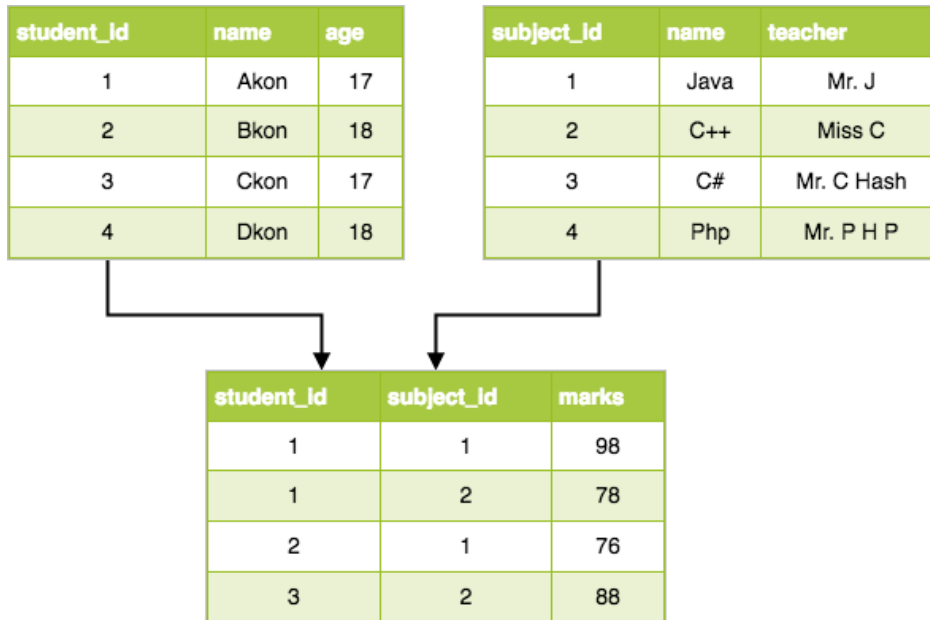 student_id name age
1 Akon 17
2 Bkon 18
3 Ckon 17
4 Dkon 18
subject_id name teacher
1 Java Mr. J
2 C++ Miss C
3 C# Mr. C Hash
4 Php Mr. P H P
student_id subject_id marks
1 1 98
1 2 78
2 1 76
3 2 88